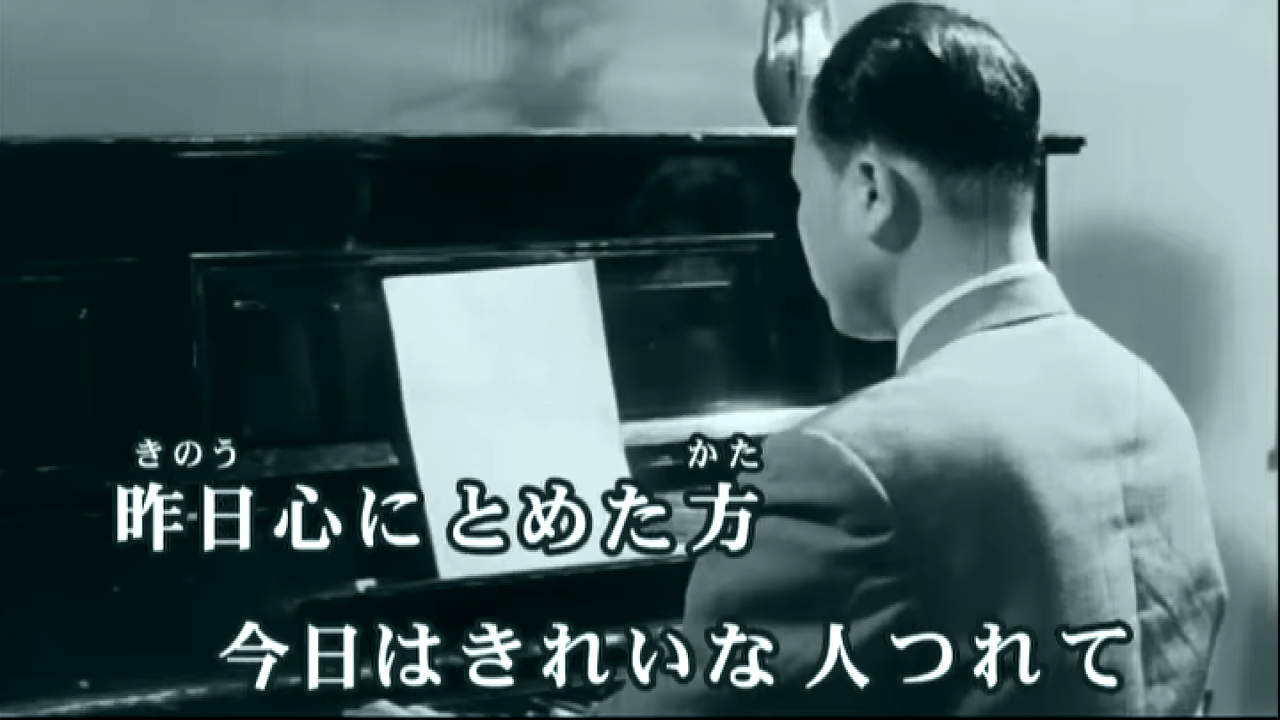 きのう かた
昨日心に とめた方
今日はきれいな 人つれて